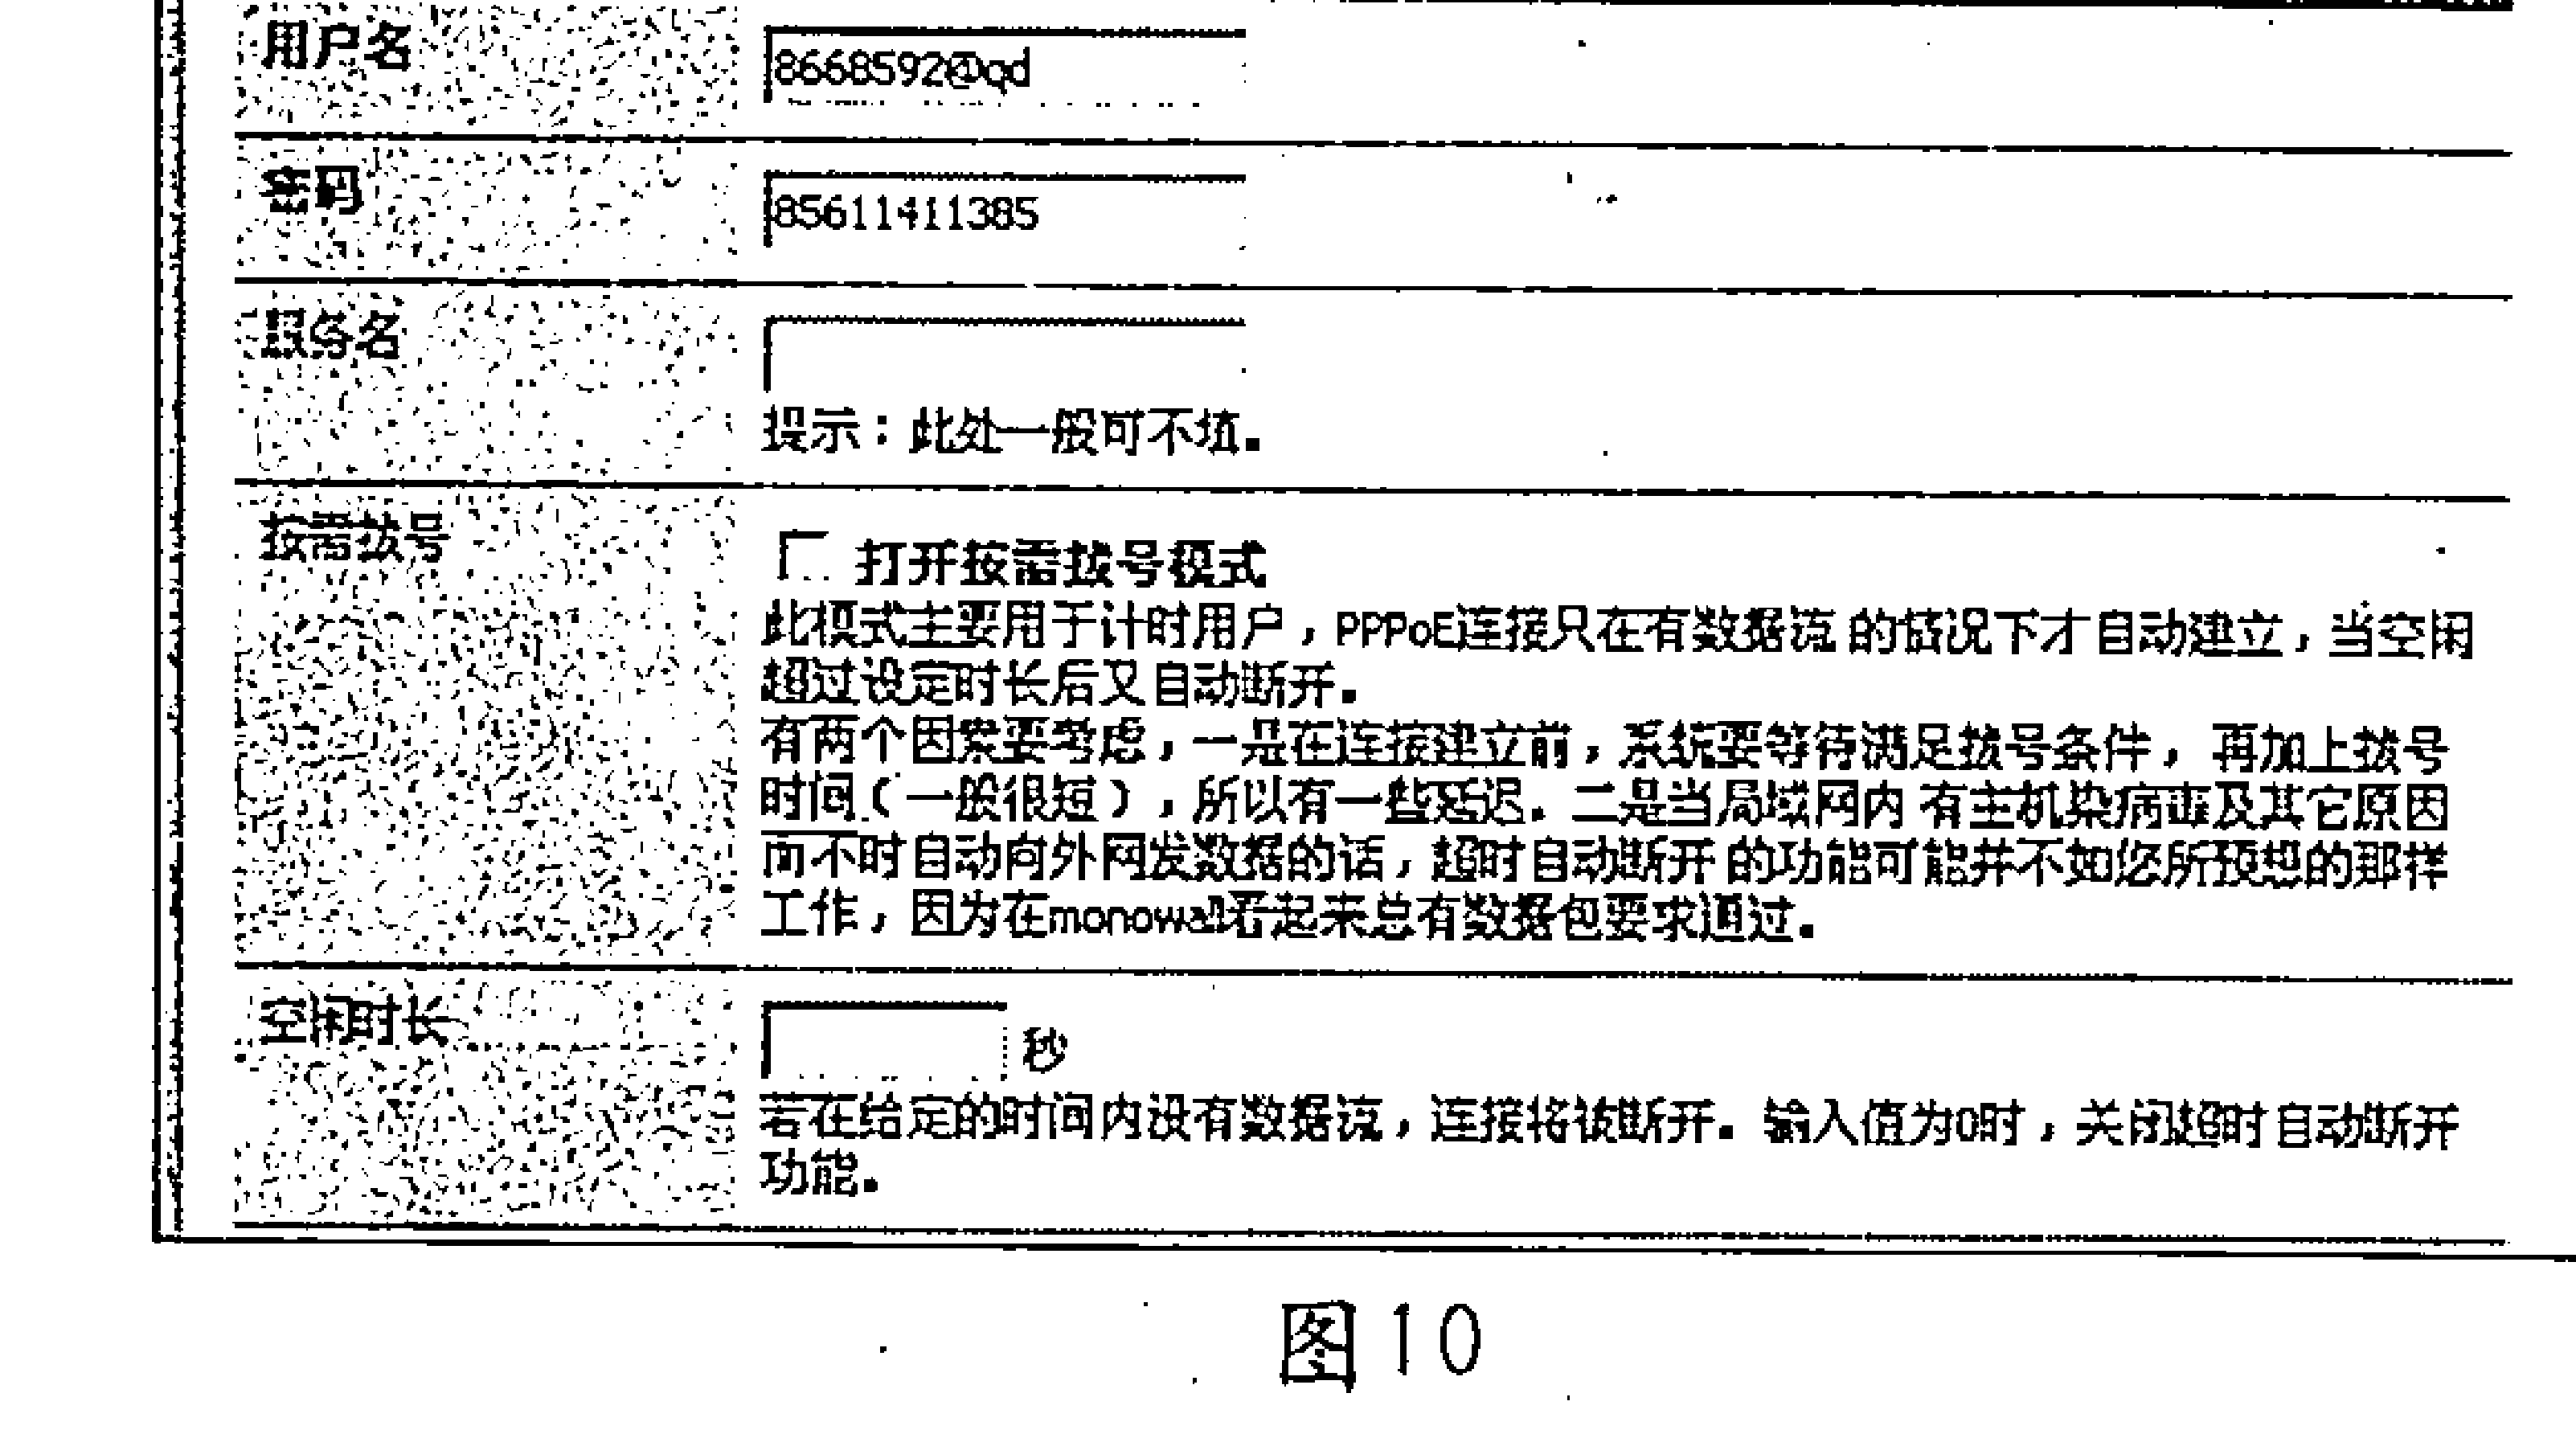 用户名
8668592@qd
密码
85611411385
服务名
提示：此处一般可不填。
按需拨号
打开按需拨号模式
此模式主要用于计时用户，PPPoE连接只在有数据流的情况下才自动建立，当空闲
超过设定时长后又自动断开。
有两个因素要考虑，一是在连接建立前，系统要等待满足拨号条件，再加上拨号
时间（一般很短），所以有一些延迟。二是当局域网内有主机染病毒及其它原因
而不时自动向外网发数据的话，超时自动断开的功能可能并不如您所预想的那样
工作，因为在monowall看起来总有数据包要求通过。
空闲时长
秒
若在给定的时间内没有数据流，连接将被断开。输入值为0时，关闭超时自动断开
功能。
图10